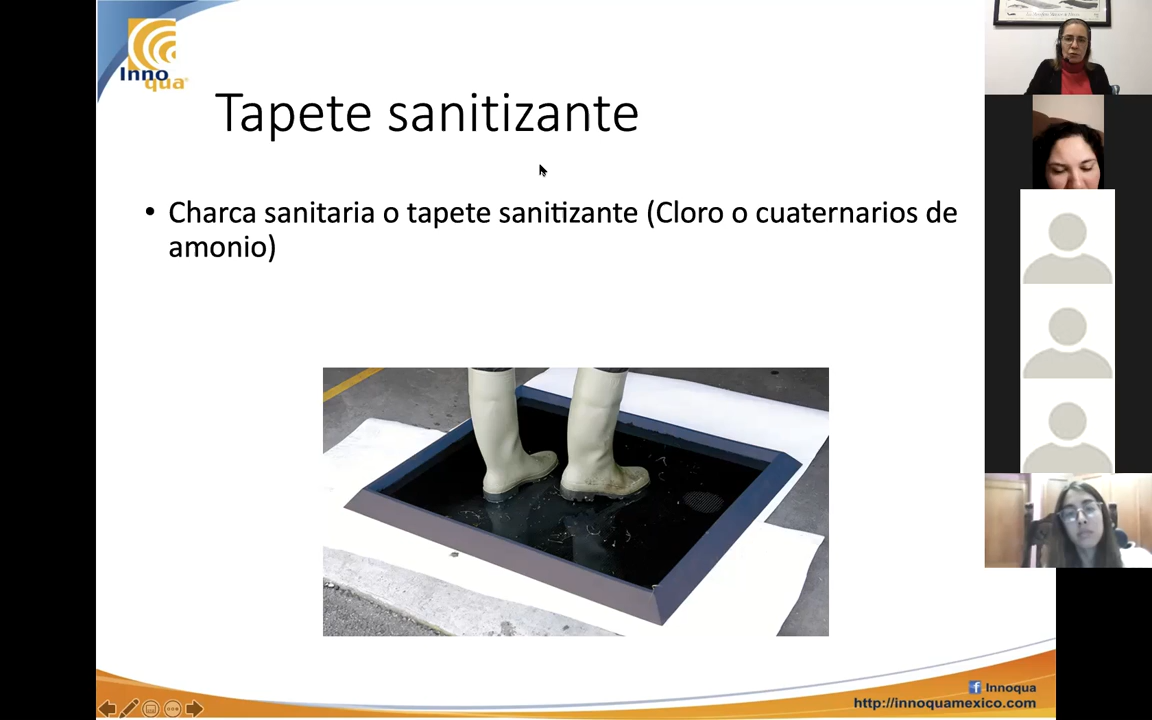 Inno
qua
Tapete sanitizante
• Charca sanitaria o tapete sanitizante (Cloro o cuaternarios de
amonio)
Innoqua
http://innoquamexico.com